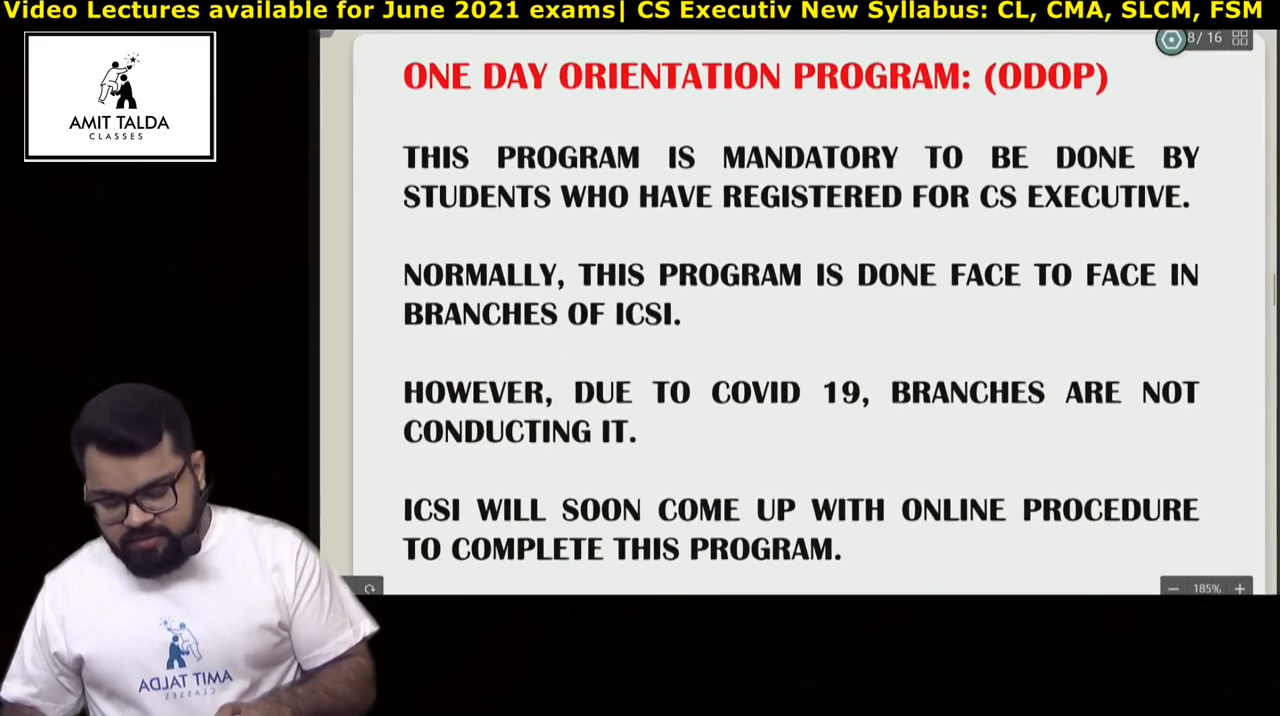 Video Lectures available for June 2021 exams| CS Executiv New Syllabus: CL, CMA, SLCM, FSM
8/16
AMIT TALDA
CLASSES
ONE DAY ORIENTATION PROGRAM: (ODOP)
THIS PROGRAM IS MANDATORY TO BE DONE BY
STUDENTS WHO HAVE REGISTERED FOR CS EXECUTIVE.
NORMALLY, THIS PROGRAM IS DONE FACE TO FACE IN
BRANCHES OF ICSI.
HOWEVER, DUE TO COVID 19, BRANCHES ARE NOT
CONDUCTING IT.
ICSI WILL SOON COME UP WITH ONLINE PROCEDURE
TO COMPLETE THIS PROGRAM.
185%
AMIT TALDA
CLASSES